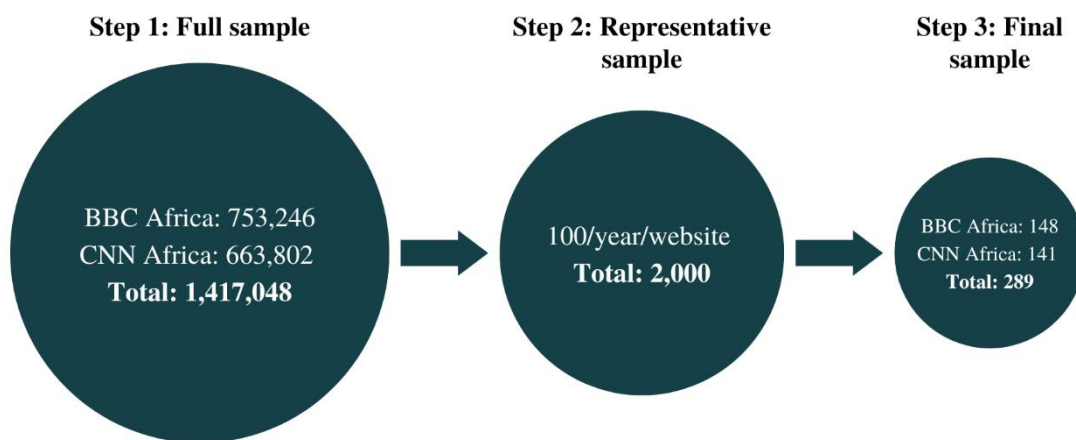 Step 1: Full sample
BBC Africa: 753,246
CNN Africa: 663,802
Total: 1,417,048
Step 2: Representative
sample
100/year/website
Total: 2,000
Step 3: Final
sample
BBC Africa: 148
CNN Africa: 141
Total: 289